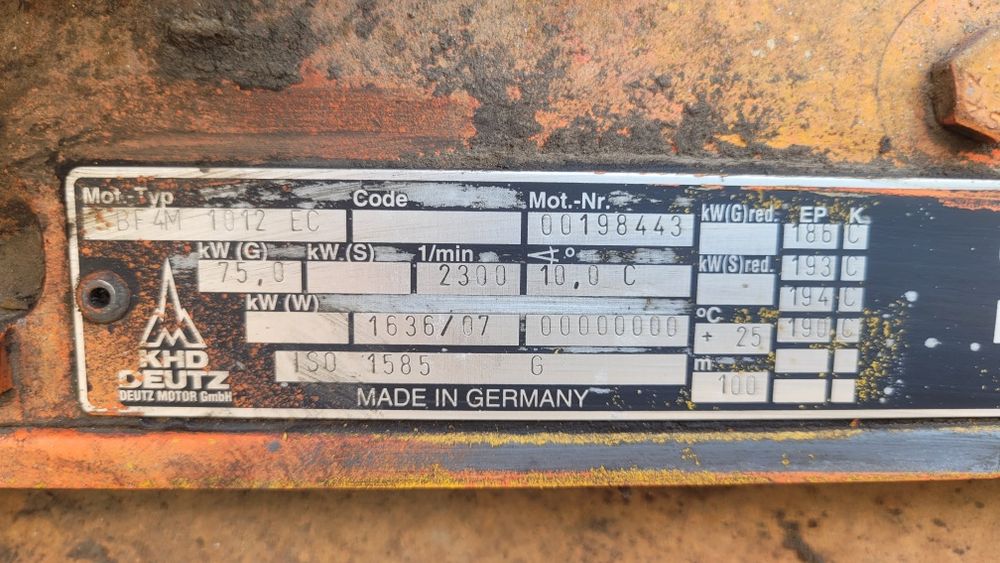 Mot.-Typ Code Mot.-Nr. kW(G)red. EP K
BF4M 1012 EC 00198443 186 C
kW (G) kW.(S) 1/min ∢° kW(S)red. 193 C
75,0 2300 10,0 C 194 C
kW (W) °C 190 C
1636/07 00000000 + 25
ISO 1585 G m
100
KHD
DEUTZ
DEUTZ MOTOR GmbH
MADE IN GERMANY